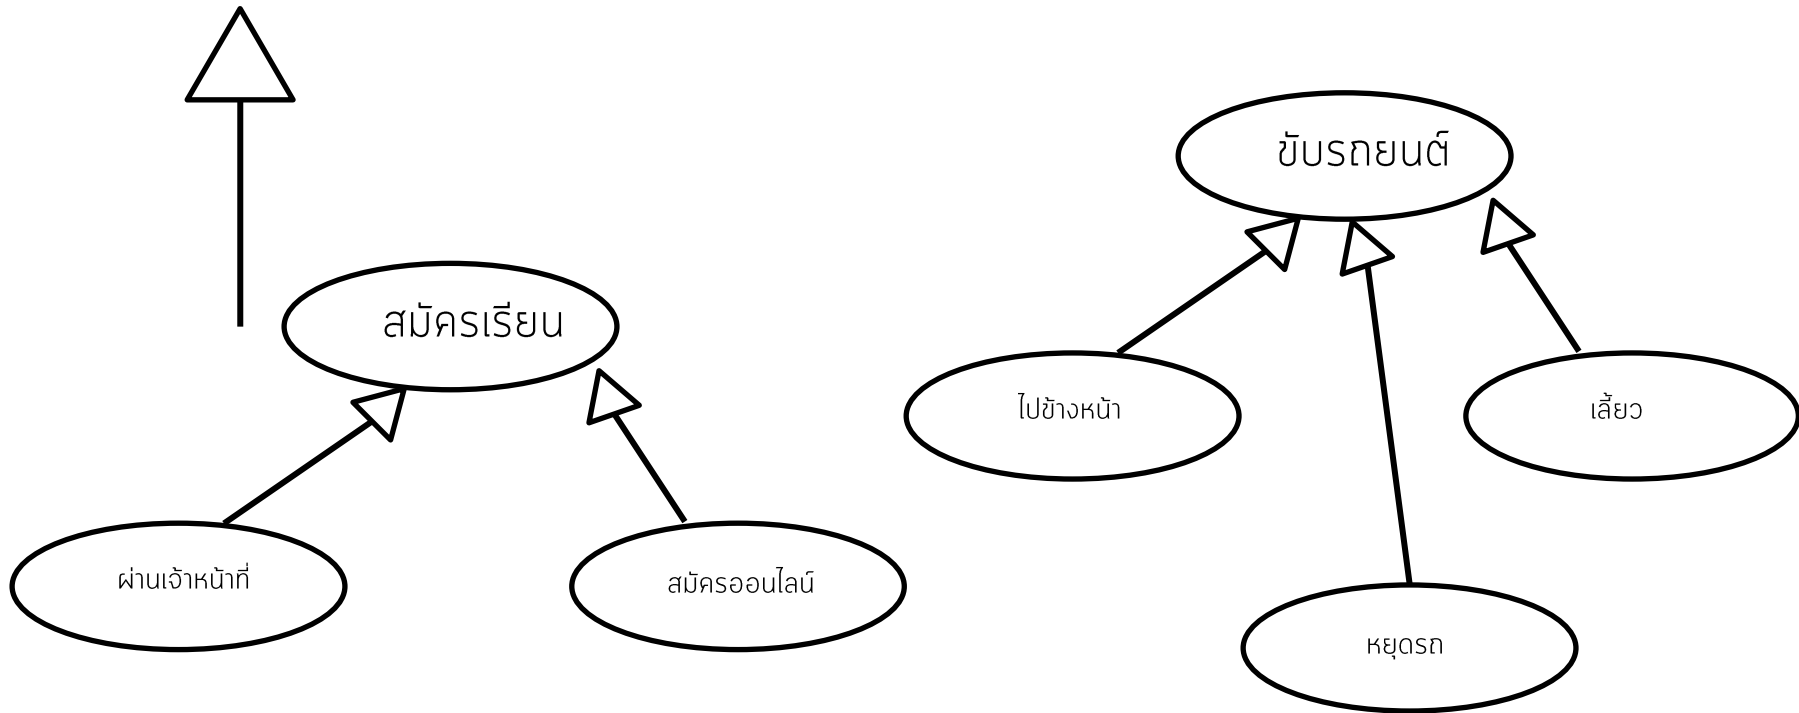 สมัครเรียน
ผ่านเจ้าหน้าที่
สมัครออนไลน์
ขับรถยนต์
ไปข้างหน้า
เลี้ยว
หยุดรถ